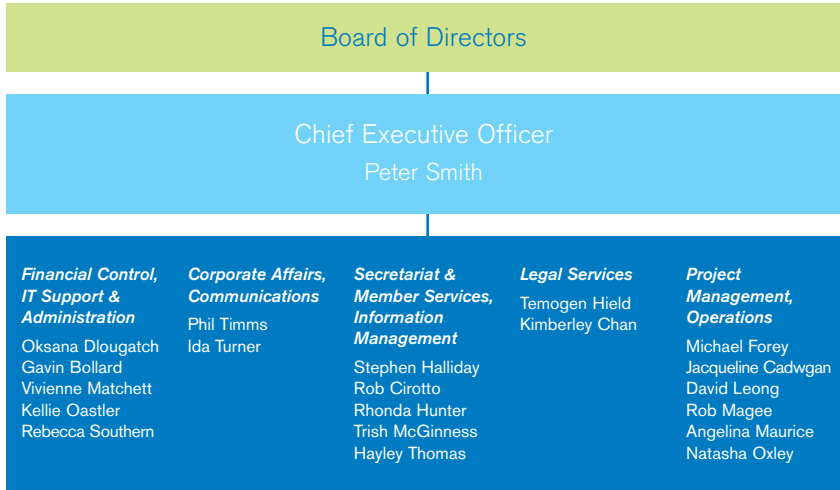 Board of Directors
Chief Executive Officer
Peter Smith
Financial Control,
IT Support &
Administration
Oksana Dlougatch
Gavin Bollard
Vivienne Matchett
Kellie Oastler
Rebecca Southern
Corporate Affairs,
Communications
Phil Timms
Ida Turner
Secretariat &
Member Services,
Information
Management
Stephen Halliday
Rob Cirotto
Rhonda Hunter
Trish McGinness
Hayley Thomas
Legal Services
Temogen Hield
Kimberley Chan
Project
Management,
Operations
Michael Forey
Jacqueline Cadwgan
David Leong
Rob Magee
Angelina Maurice
Natasha Oxley